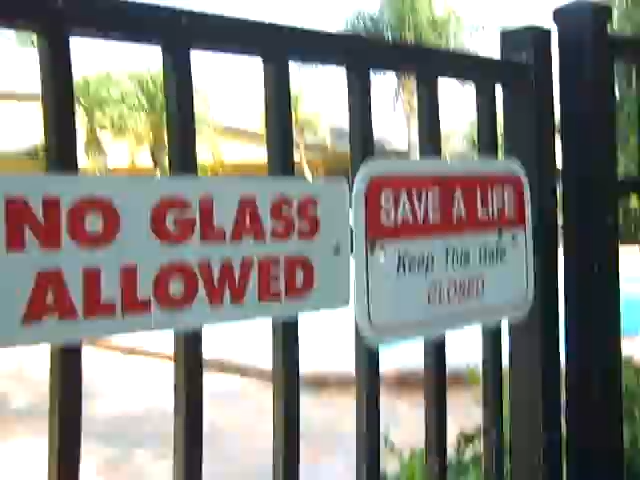 NO GLASS
ALLOWED
SAVE A LIFE
Keep This Gate
CLOSED